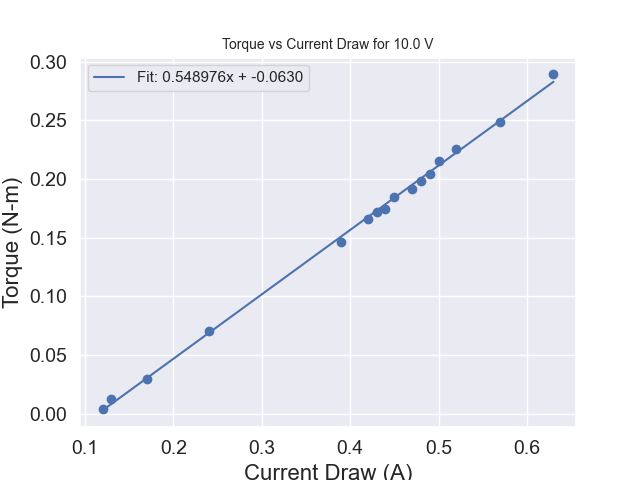 Torque vs Current Draw for 10.0 V
Fit: 0.548976x + -0.0630
Torque (N-m)
0.30
0.25
0.20
0.15
0.10
0.05
0.00
0.1 0.2 0.3 0.4 0.5 0.6
Current Draw (A)